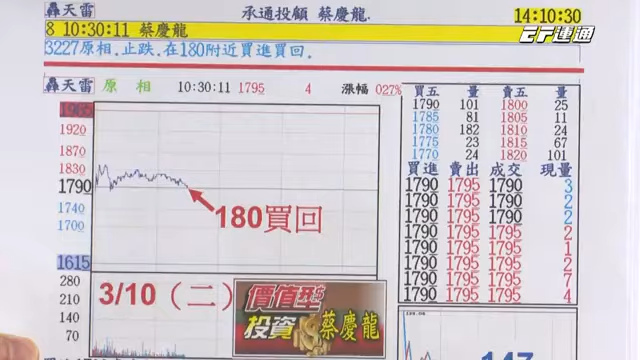 轟天雷 承通投顧 蔡慶龍. 14:10:30
8 10:30:11 蔡慶龍
ET運通
3227原相.止跌.在180附近買進買回.
轟天雷 原 相 10:30:11 1795 4 漲幅 027%
買五 量 賣五 量
1790 101 1800 25
1785 81 1805 11
1780 182 1810 24
1775 23 1815 67
1770 24 1820 101
買進 賣出 成交 現量
1790 1795 1790 3
1790 1795 1790 2
1790 1795 1790 2
1790 1795 1795 2
1790 1795 1795 1
1790 1795 1795 2
1790 1795 1795 7
1790 1795 1795 4
1965
1920
1870
1830
1790
1740
1700
1615
280
210
140
70
180買回
3/10（二）
價值型
投資 蔡慶龍
147